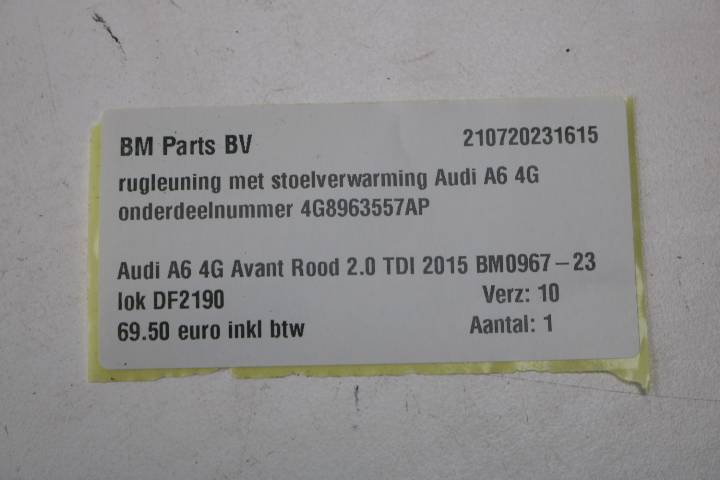 BM Parts BV 210720231615
rugleuning met stoelverwarming Audi A6 4G
onderdeelnummer 4G8963557AP
Audi A6 4G Avant Rood 2.0 TDI 2015 BM0967-23
lok DF2190 Verz: 10
69.50 euro inkl btw Aantal: 1